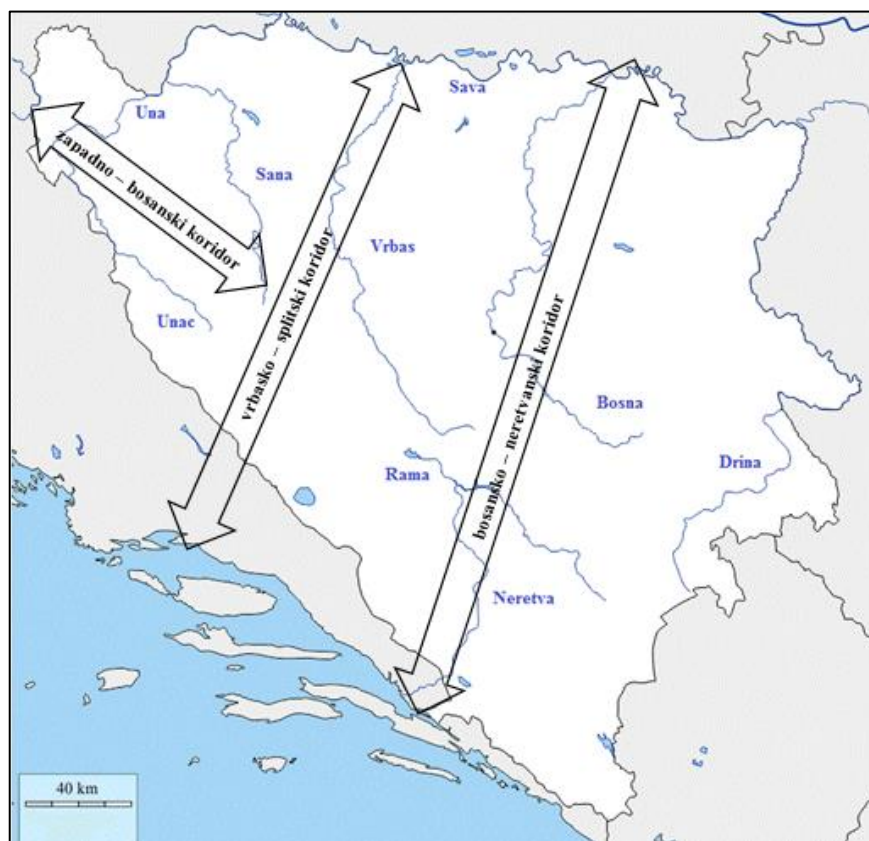 Sava
Una
zapadno – bosanski koridor
Sana
Vrbas
vrbasko – splitski koridor
bosansko – neretvanski koridor
Unac
Bosna
Drina
Rama
Neretva
40 km